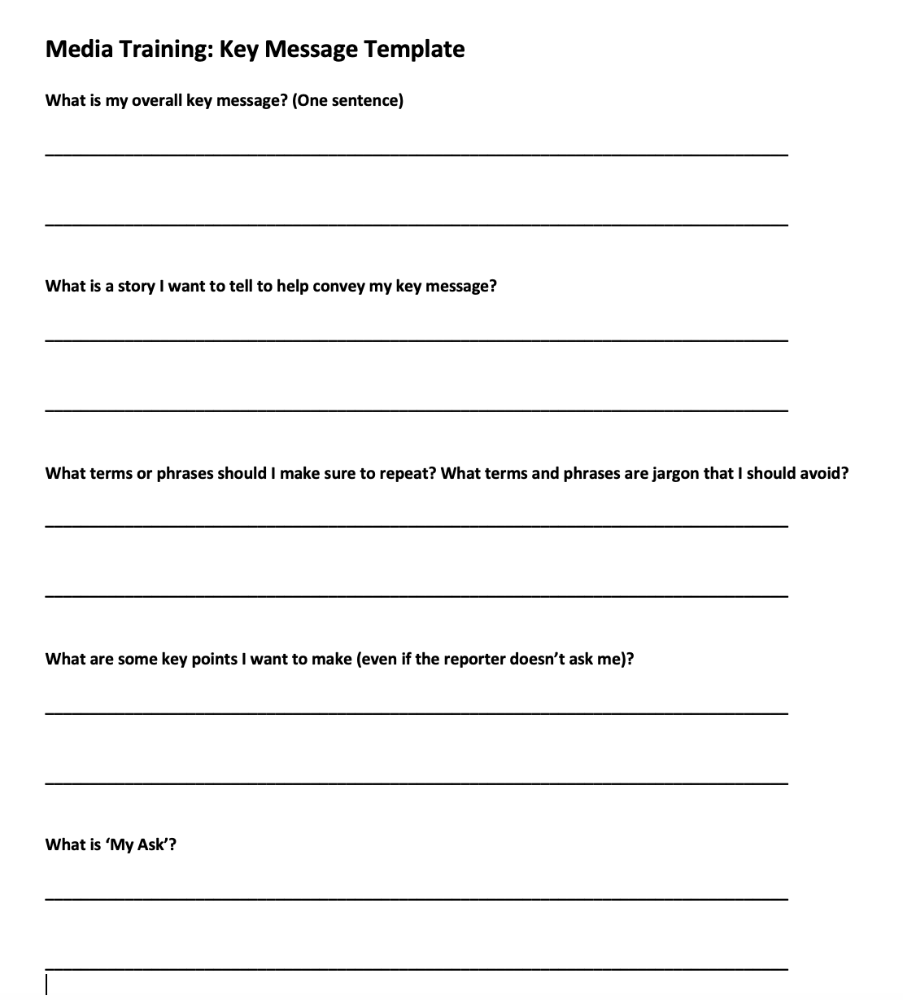 Media Training: Key Message Template
What is my overall key message? (One sentence)
What is a story I want to tell to help convey my key message?
What terms or phrases should I make sure to repeat? What terms and phrases are jargon that I should avoid?
What are some key points I want to make (even if the reporter doesn’t ask me)?
What is ‘My Ask’?